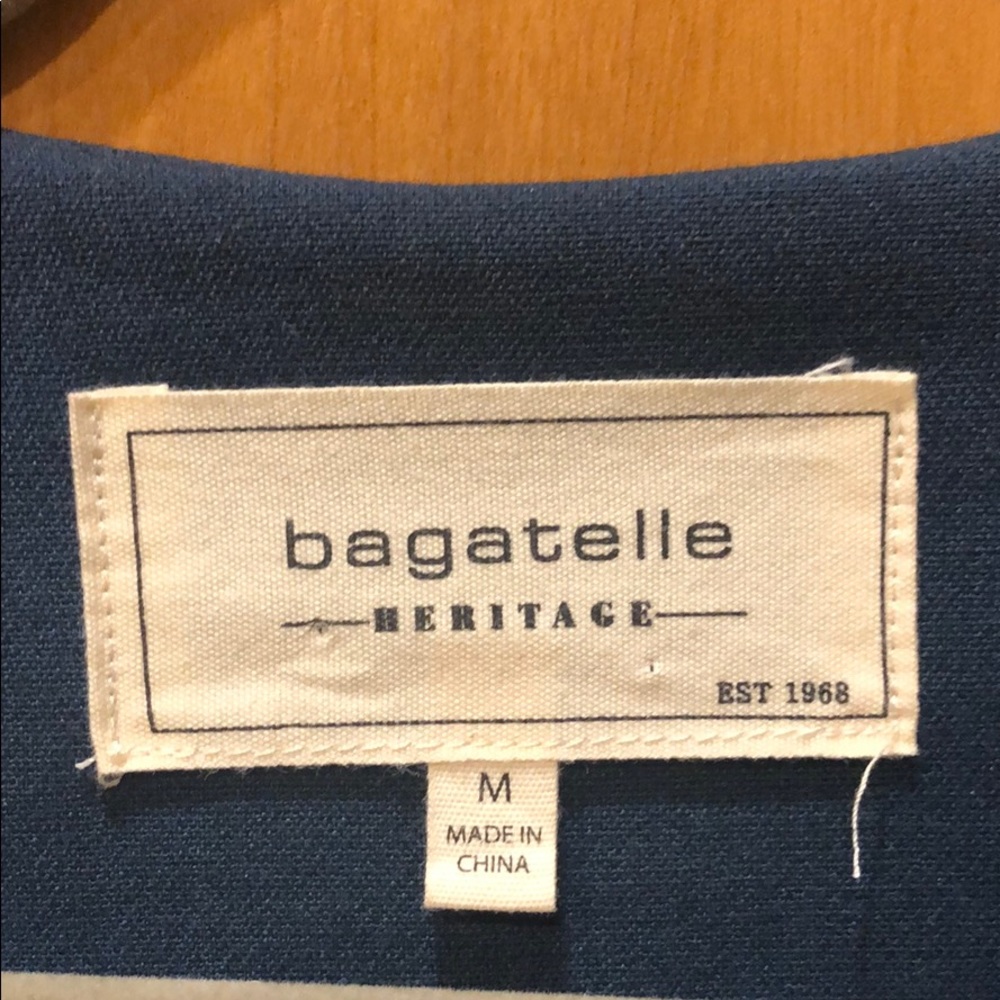 bagatelle
HERITAGE
EST 1968
M
MADE IN
CHINA